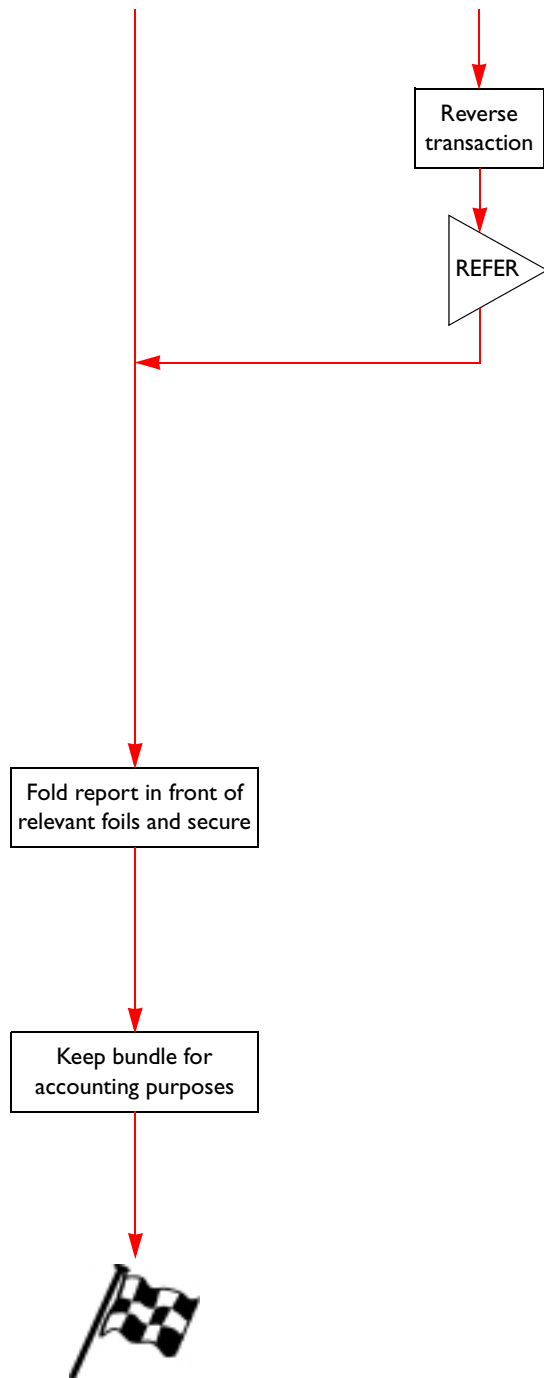 Reverse
transaction
REFER
Fold report in front of
relevant foils and secure
Keep bundle for
accounting purposes